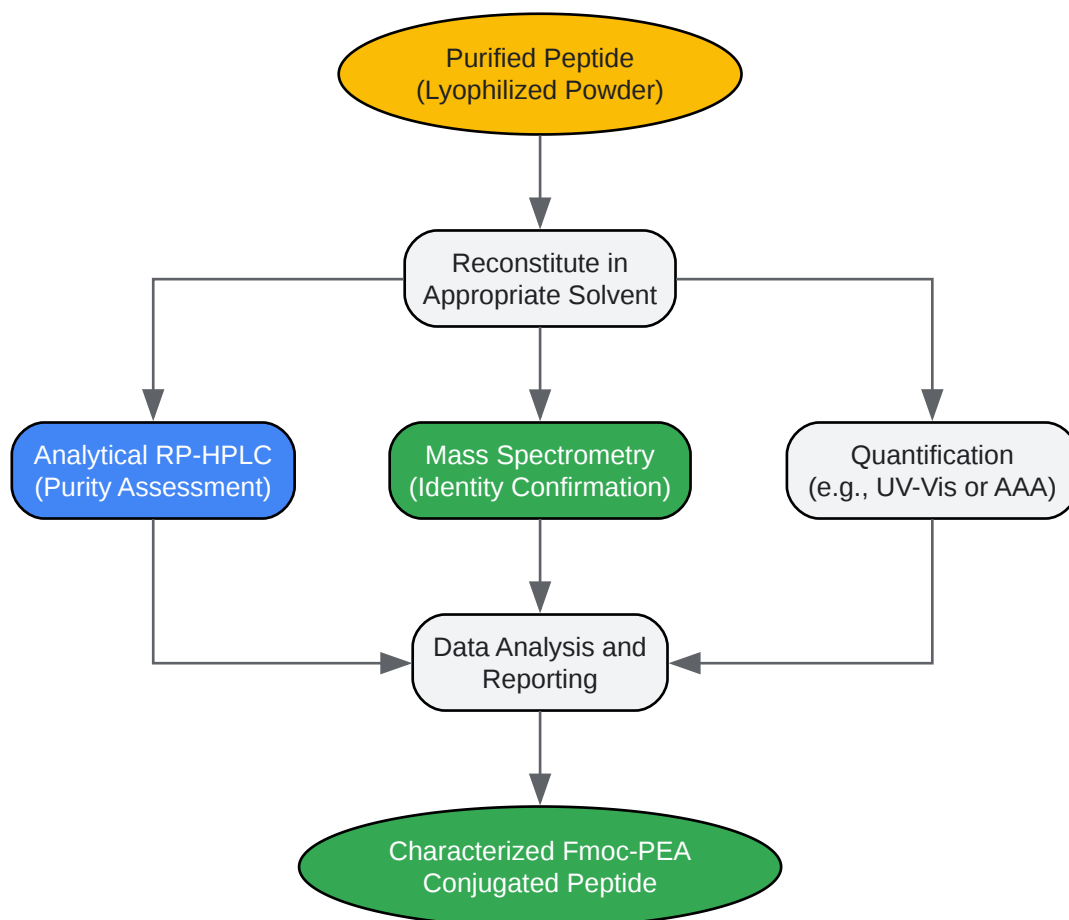 Purified Peptide
(Lyophilized Powder)
Reconstitute in
Appropriate Solvent
Analytical RP-HPLC
(Purity Assessment)
Mass Spectrometry
(Identity Confirmation)
Quantification
(e.g., UV-Vis or AAA)
Data Analysis and
Reporting
Characterized Fmoc-PEA
Conjugated Peptide